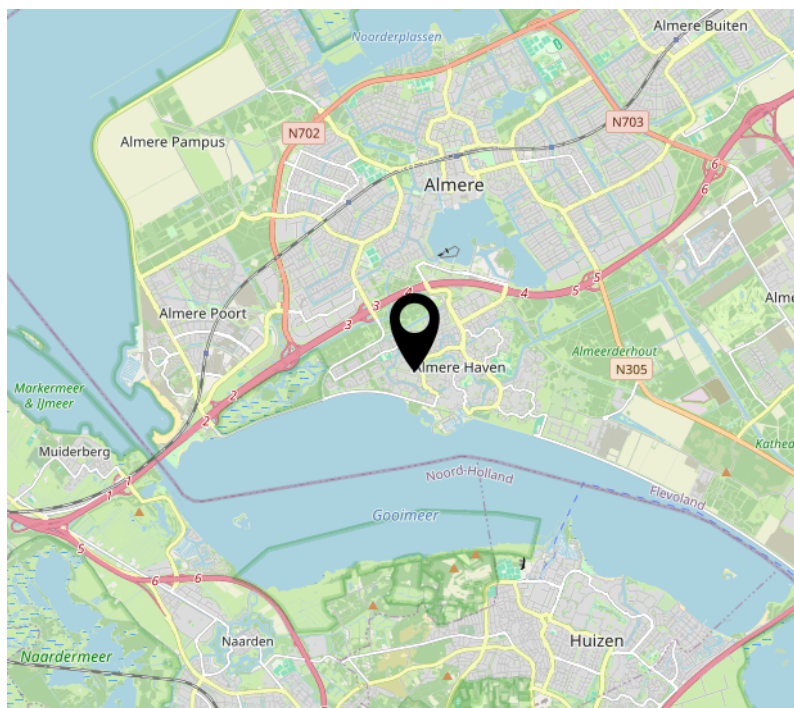 Almere Buiten
Noorderplassen
N702
N703
Almere Pampus
6
6
Almere
5
5
4
4
3
3
Almere Poort
Alme
Almeerderhout
Almere Haven
N305
Markermeer
& IJmeer
2
2
Muiderberg
Kathed
Noord-Holland
Flevoland
1
1
Gooimeer
5
6
6
Naarden
Huizen
Naardermeer